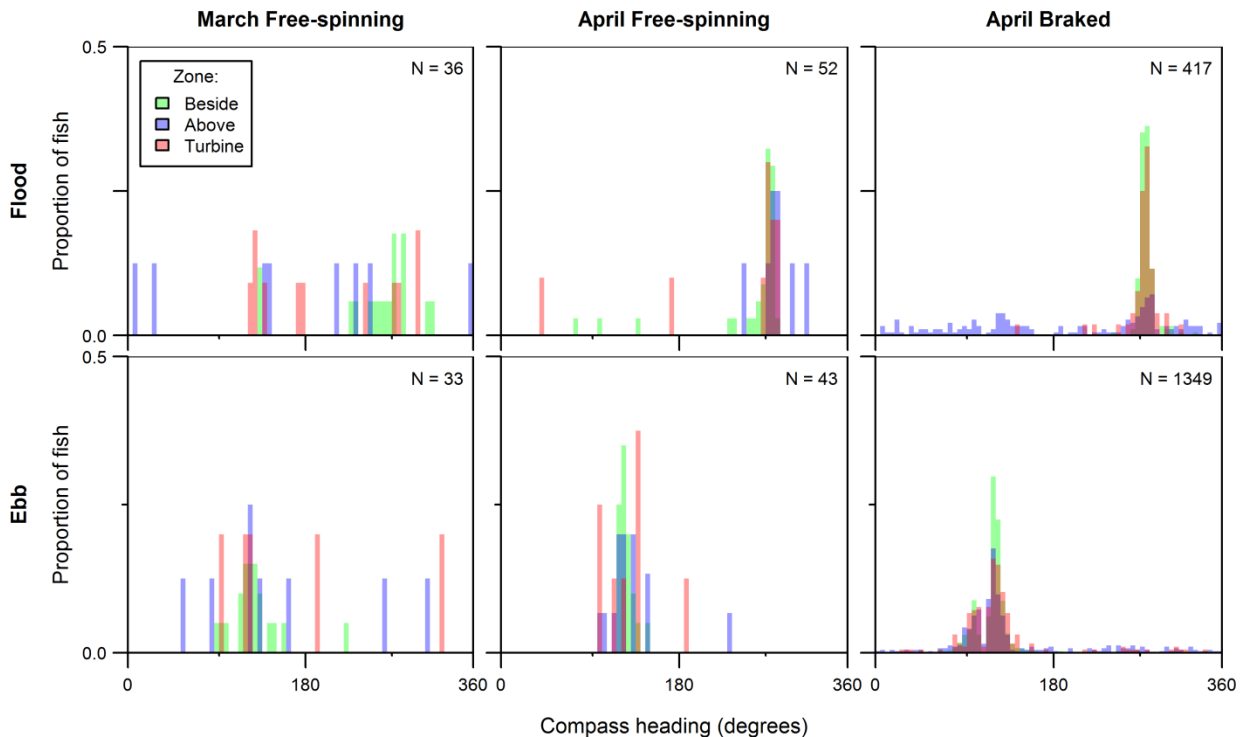 March Free-spinning
April Free-spinning
April Braked
Flood
Proportion of fish
0.5
0.0
Zone:
Beside
Above
Turbine
N = 36
N = 52
N = 417
Ebb
Proportion of fish
0.5
0.0
N = 33
N = 43
N = 1349
0 180 360 0 180 360 0 180 360
Compass heading (degrees)